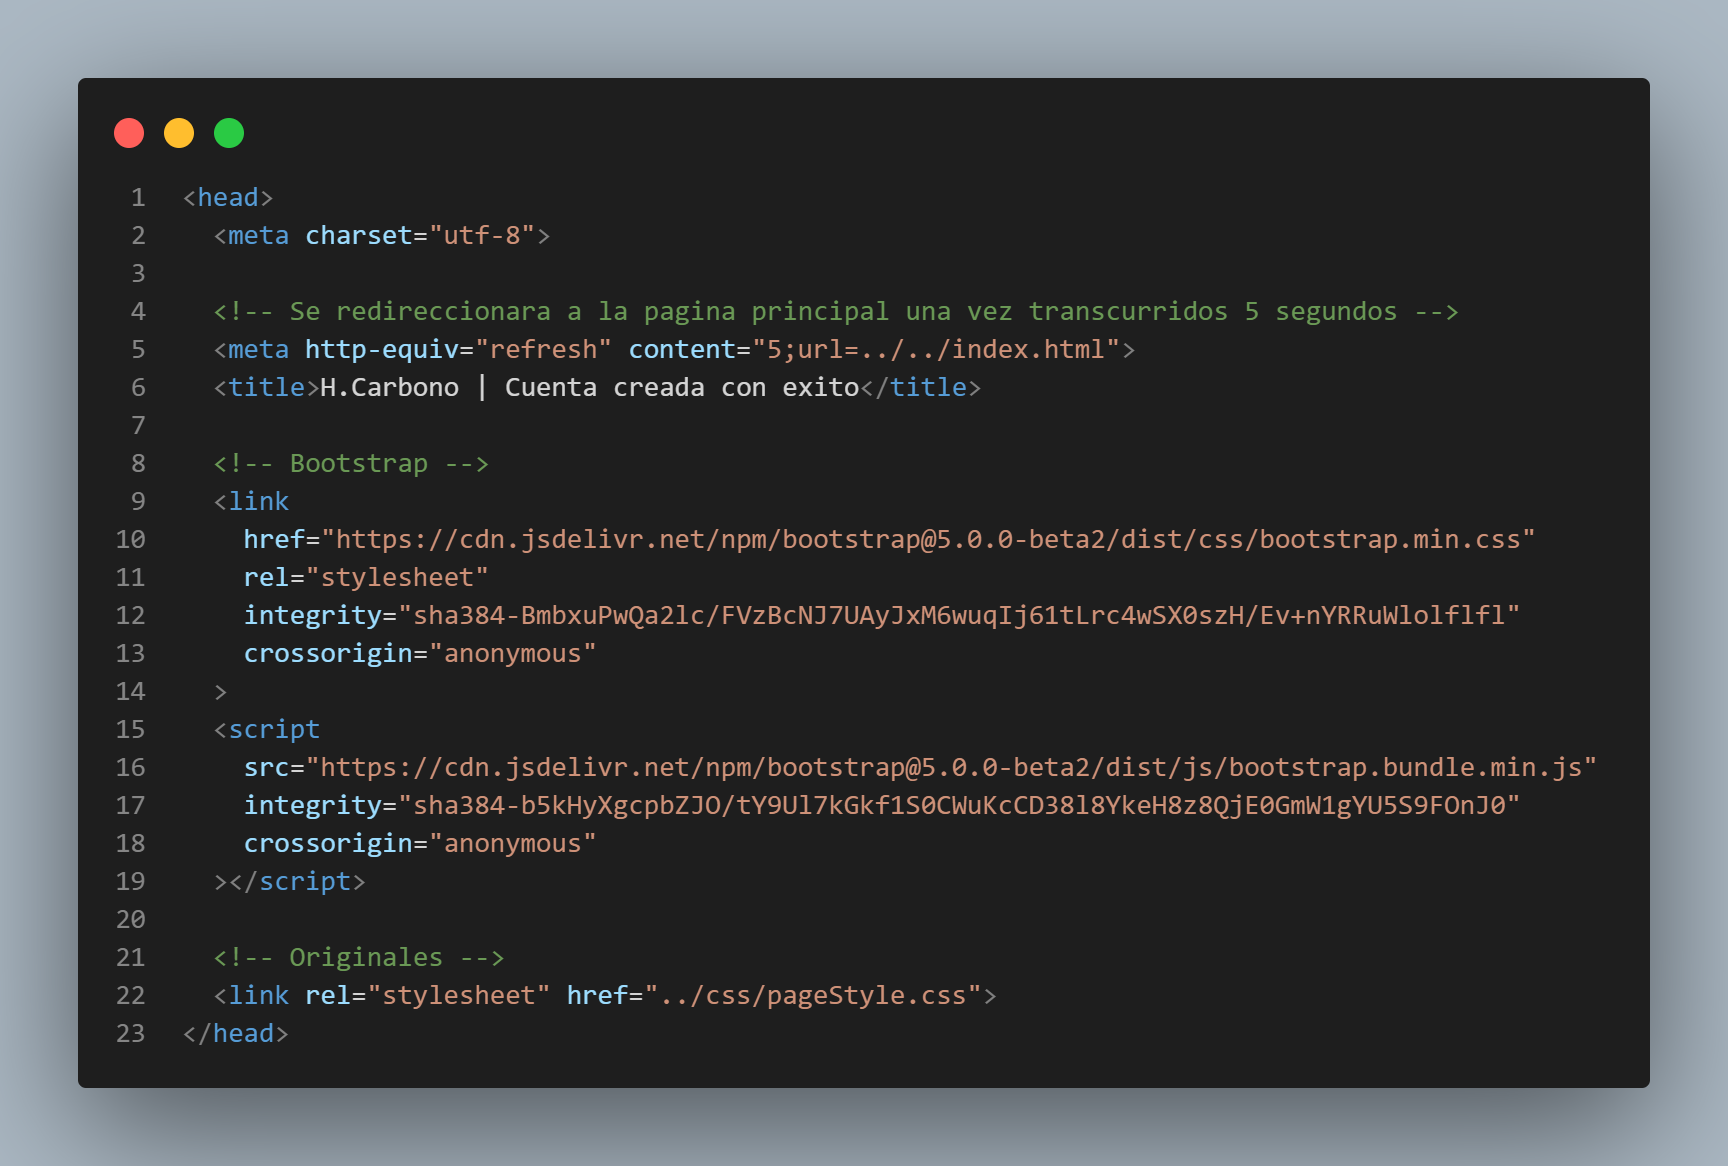 1 <head>
2   <meta charset="utf-8">
3
4   <!-- Se redireccionara a la pagina principal una vez transcurridos 5 segundos -->
5   <meta http-equiv="refresh" content="5;url=../../index.html">
6   <title>H.Carbono | Cuenta creada con exito</title>
7
8   <!-- Bootstrap -->
9   <link
10     href="https://cdn.jsdelivr.net/npm/bootstrap@5.0.0-beta2/dist/css/bootstrap.min.css"
11     rel="stylesheet"
12     integrity="sha384-BmbxuPwQa2lc/FVzBcNJ7UAyJxM6wuqIj61tLrc4wSX0szH/Ev+nYRRuWlolflfl"
13     crossorigin="anonymous"
14   >
15   <script
16     src="https://cdn.jsdelivr.net/npm/bootstrap@5.0.0-beta2/dist/js/bootstrap.bundle.min.js"
17     integrity="sha384-b5kHyXgcpbZJO/tY9Ul7kGkf1S0CWuKcCD38l8YkeH8z8QjE0GmW1gYU5S9FOnJ0"
18     crossorigin="anonymous"
19   ></script>
20
21   <!-- Originales -->
22   <link rel="stylesheet" href="../css/pageStyle.css">
23 </head>